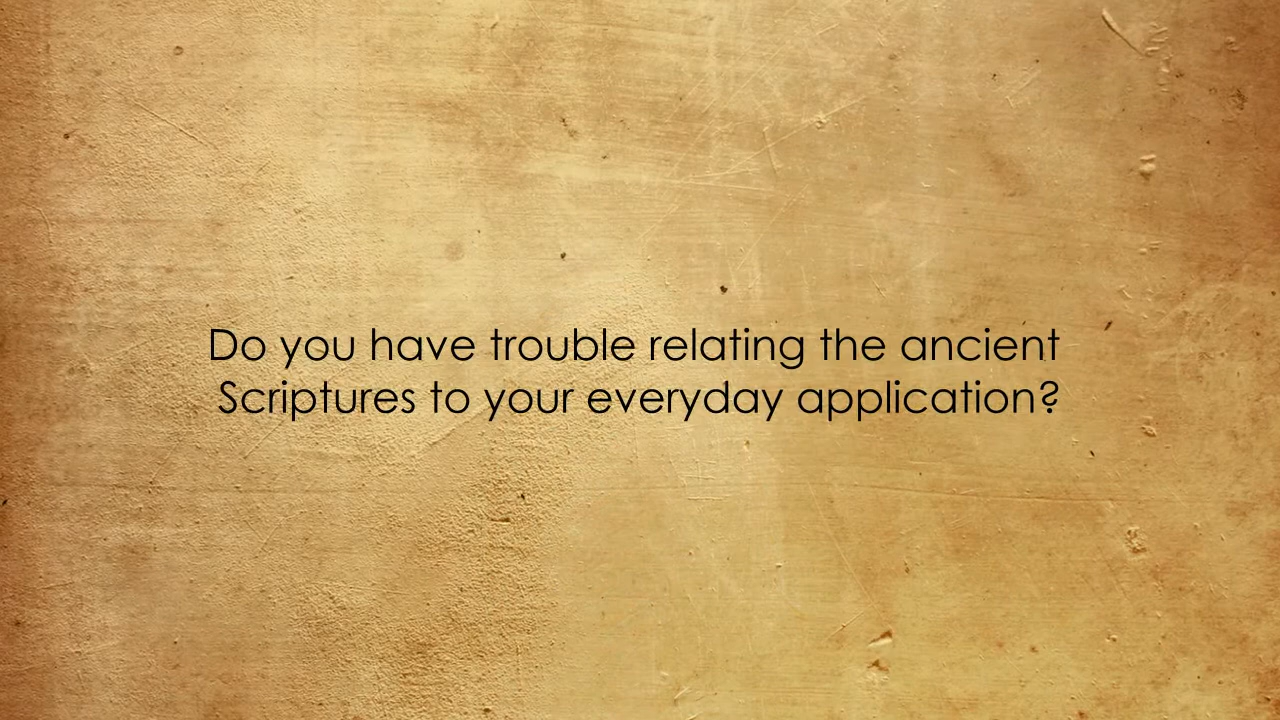 Do you have trouble relating the ancient
Scriptures to your everyday application?